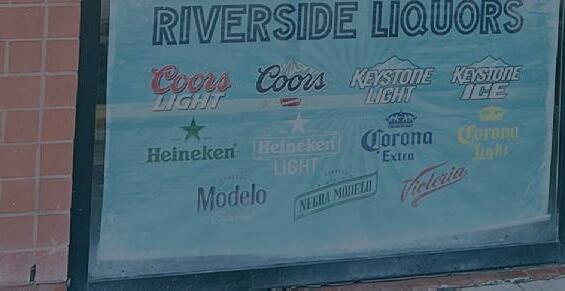 RIVERSIDE LIQUORS
Coors LIGHT Coors KEYSTONE LIGHT KEYSTONE ICE
Heineken Heineken LIGHT Corona Extra Corona Light
Modelo Especial NEGRA MODELO Victoria